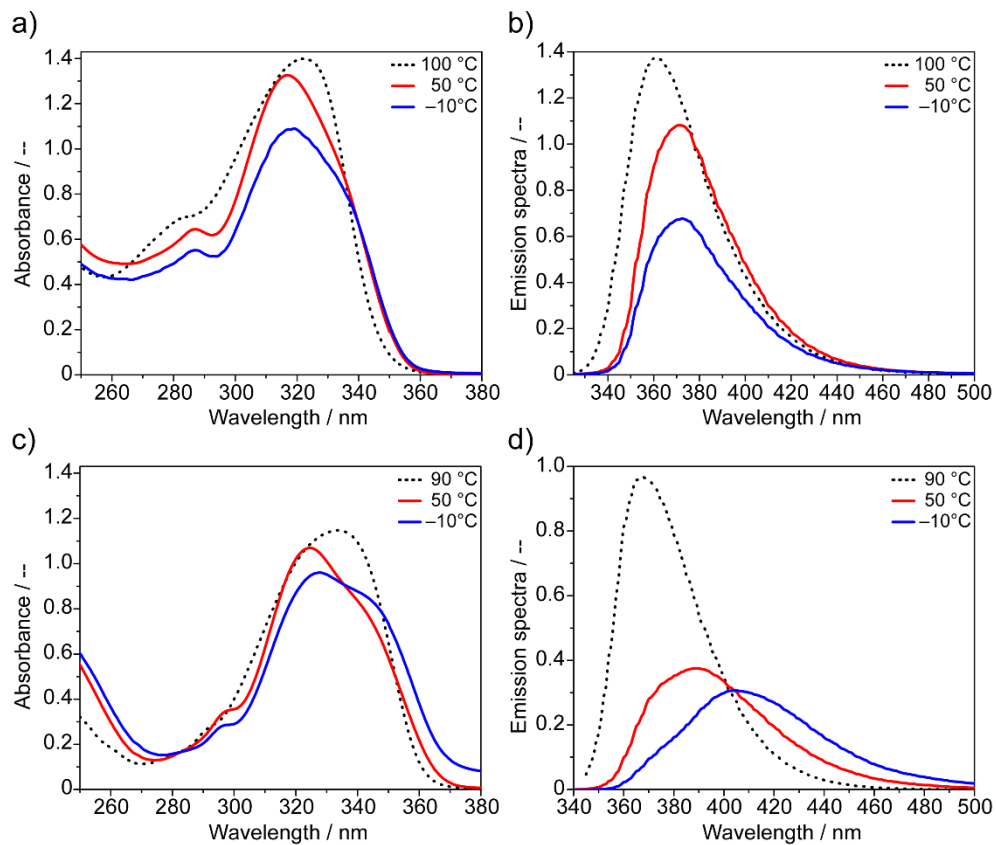 a)
1.4
1.2
1.0
0.8
0.6
0.4
0.2
0
Absorbance / --
260 280 300 320 340 360 380
Wavelength / nm
100 °C
50 °C
–10°C
b)
1.4
1.2
1.0
0.8
0.6
0.4
0.2
0
Emission spectra / --
340 360 380 400 420 440 460 480 500
Wavelength / nm
100 °C
50 °C
–10°C
c)
1.4
1.2
1.0
0.8
0.6
0.4
0.2
0
Absorbance / --
260 280 300 320 340 360 380
Wavelength / nm
90 °C
50 °C
–10°C
d)
1.0
0.8
0.6
0.4
0.2
0
Emission spectra / --
340 360 380 400 420 440 460 480 500
Wavelength / nm
90 °C
50 °C
–10°C